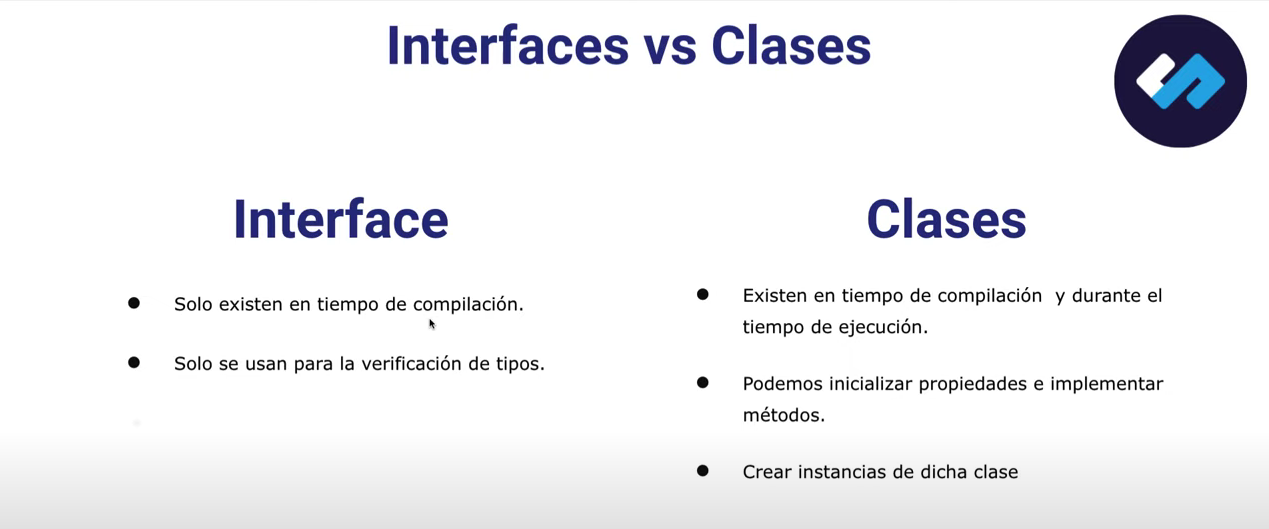 Interfaces vs Clases
Interface
Solo existen en tiempo de compilación.
Solo se usan para la verificación de tipos.
Clases
Existen en tiempo de compilación y durante el
tiempo de ejecución.
Podemos inicializar propiedades e implementar
métodos.
Crear instancias de dicha clase